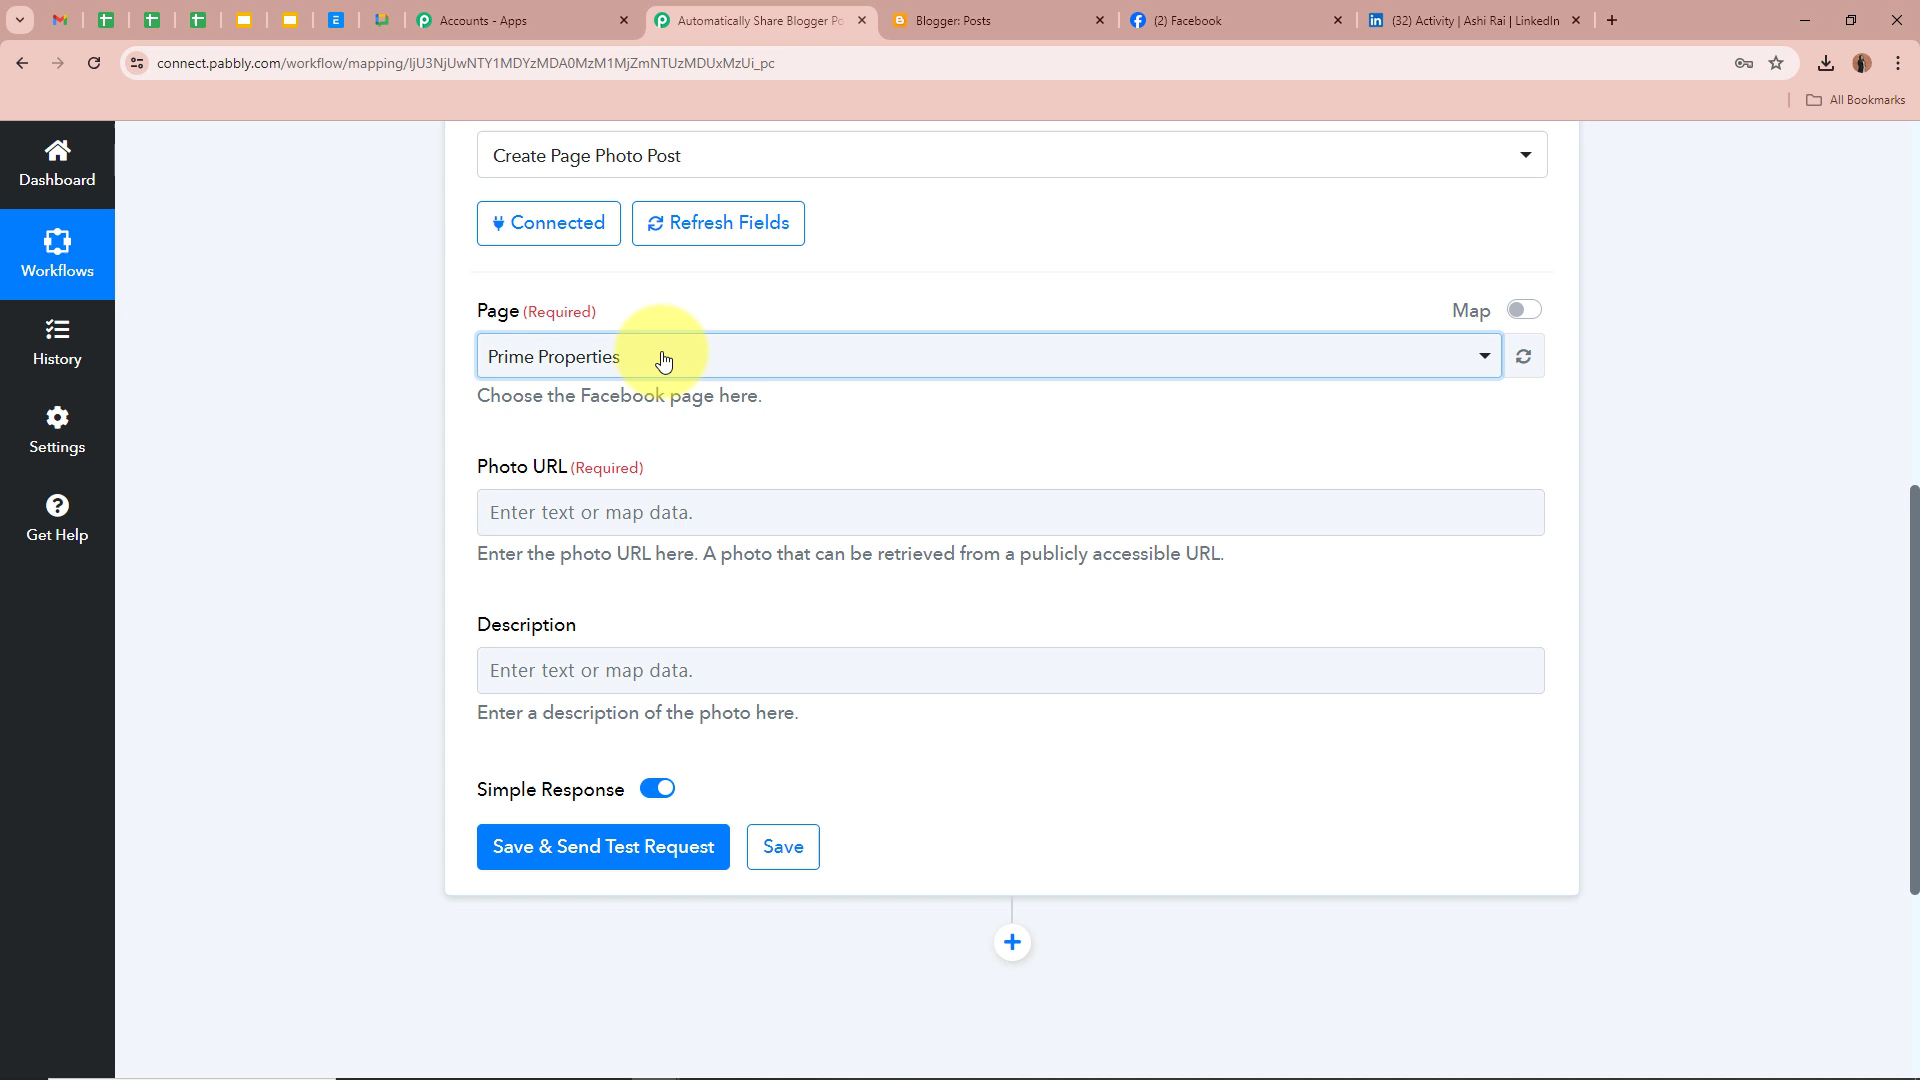 Accounts - Apps
Automatically Share Blogger Po
Blogger: Posts
(2) Facebook
(32) Activity | Ashi Rai | LinkedIn
connect.pabbly.com/workflow/mapping/IjU3NjUwNTY1MDYzMDA0MzM1MjZmNTUzMDUxMzUi_pc
All Bookmarks
Dashboard
Workflows
History
Settings
Get Help
Create Page Photo Post
Connected
Refresh Fields
Page (Required)
Map
Prime Properties
Choose the Facebook page here.
Photo URL (Required)
Enter text or map data.
Enter the photo URL here. A photo that can be retrieved from a publicly accessible URL.
Description
Enter text or map data.
Enter a description of the photo here.
Simple Response
Save & Send Test Request
Save